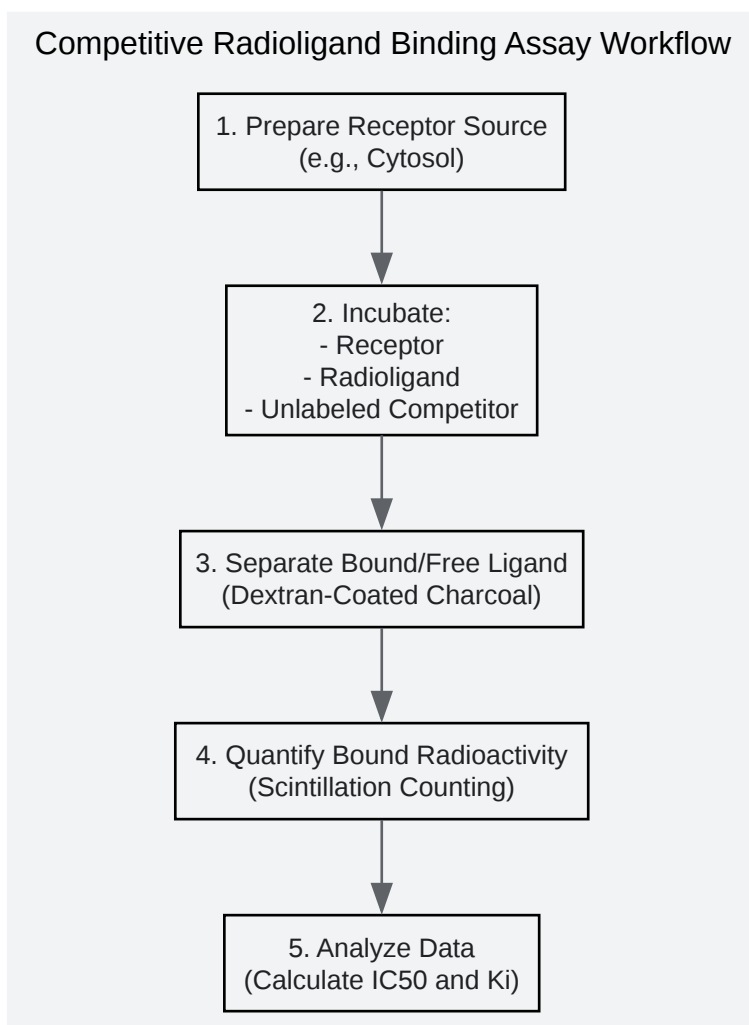 Competitive Radioligand Binding Assay Workflow
1. Prepare Receptor Source
(e.g., Cytosol)
2. Incubate:
- Receptor
- Radioligand
- Unlabeled Competitor
3. Separate Bound/Free Ligand
(Dextran-Coated Charcoal)
4. Quantify Bound Radioactivity
(Scintillation Counting)
5. Analyze Data
(Calculate IC50 and Ki)